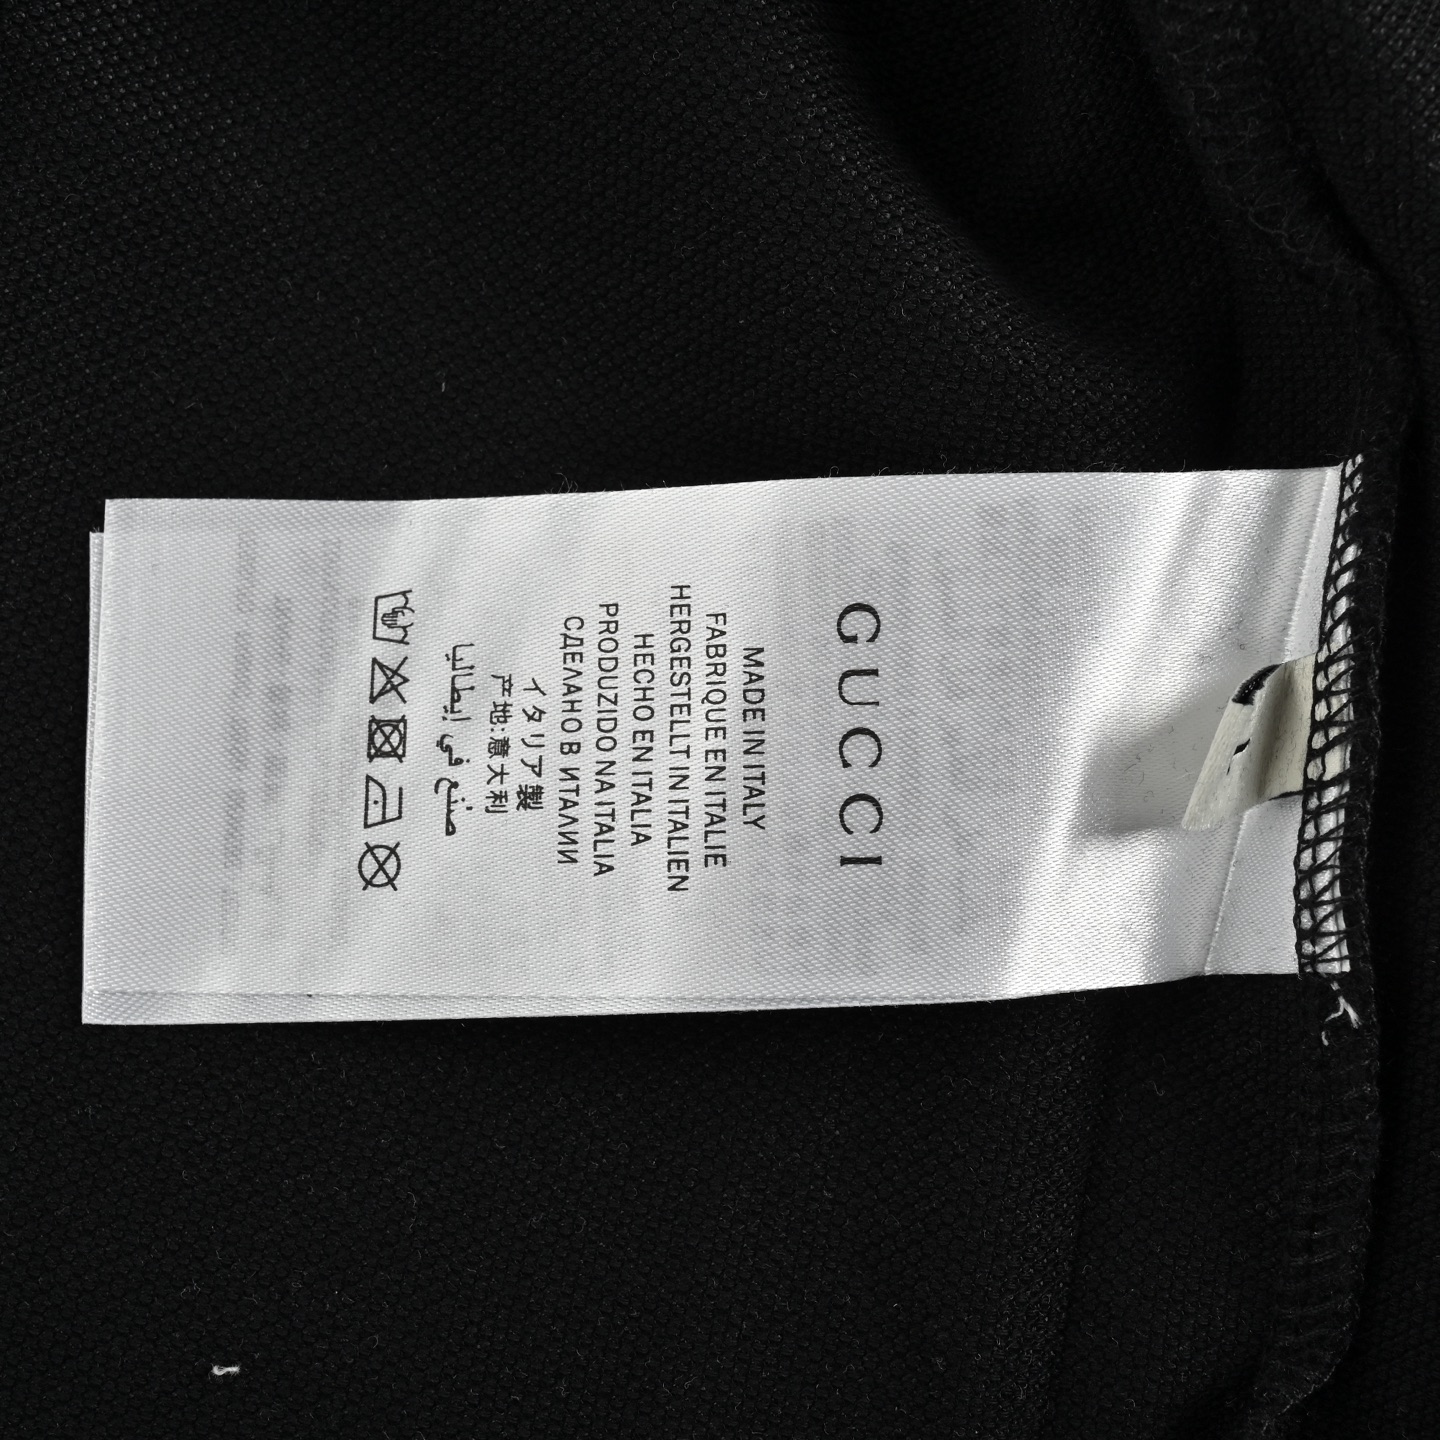 GUCCI
MADE IN ITALY
FABRIQUE EN ITALIE
HERGESTELLT IN ITALIEN
HECHO EN ITALIA
PRODUZIDO NA ITALIA
СДЕЛАНО В ИТАЛИИ
イタリア製
产地:意大利
صنع في إيطاليا